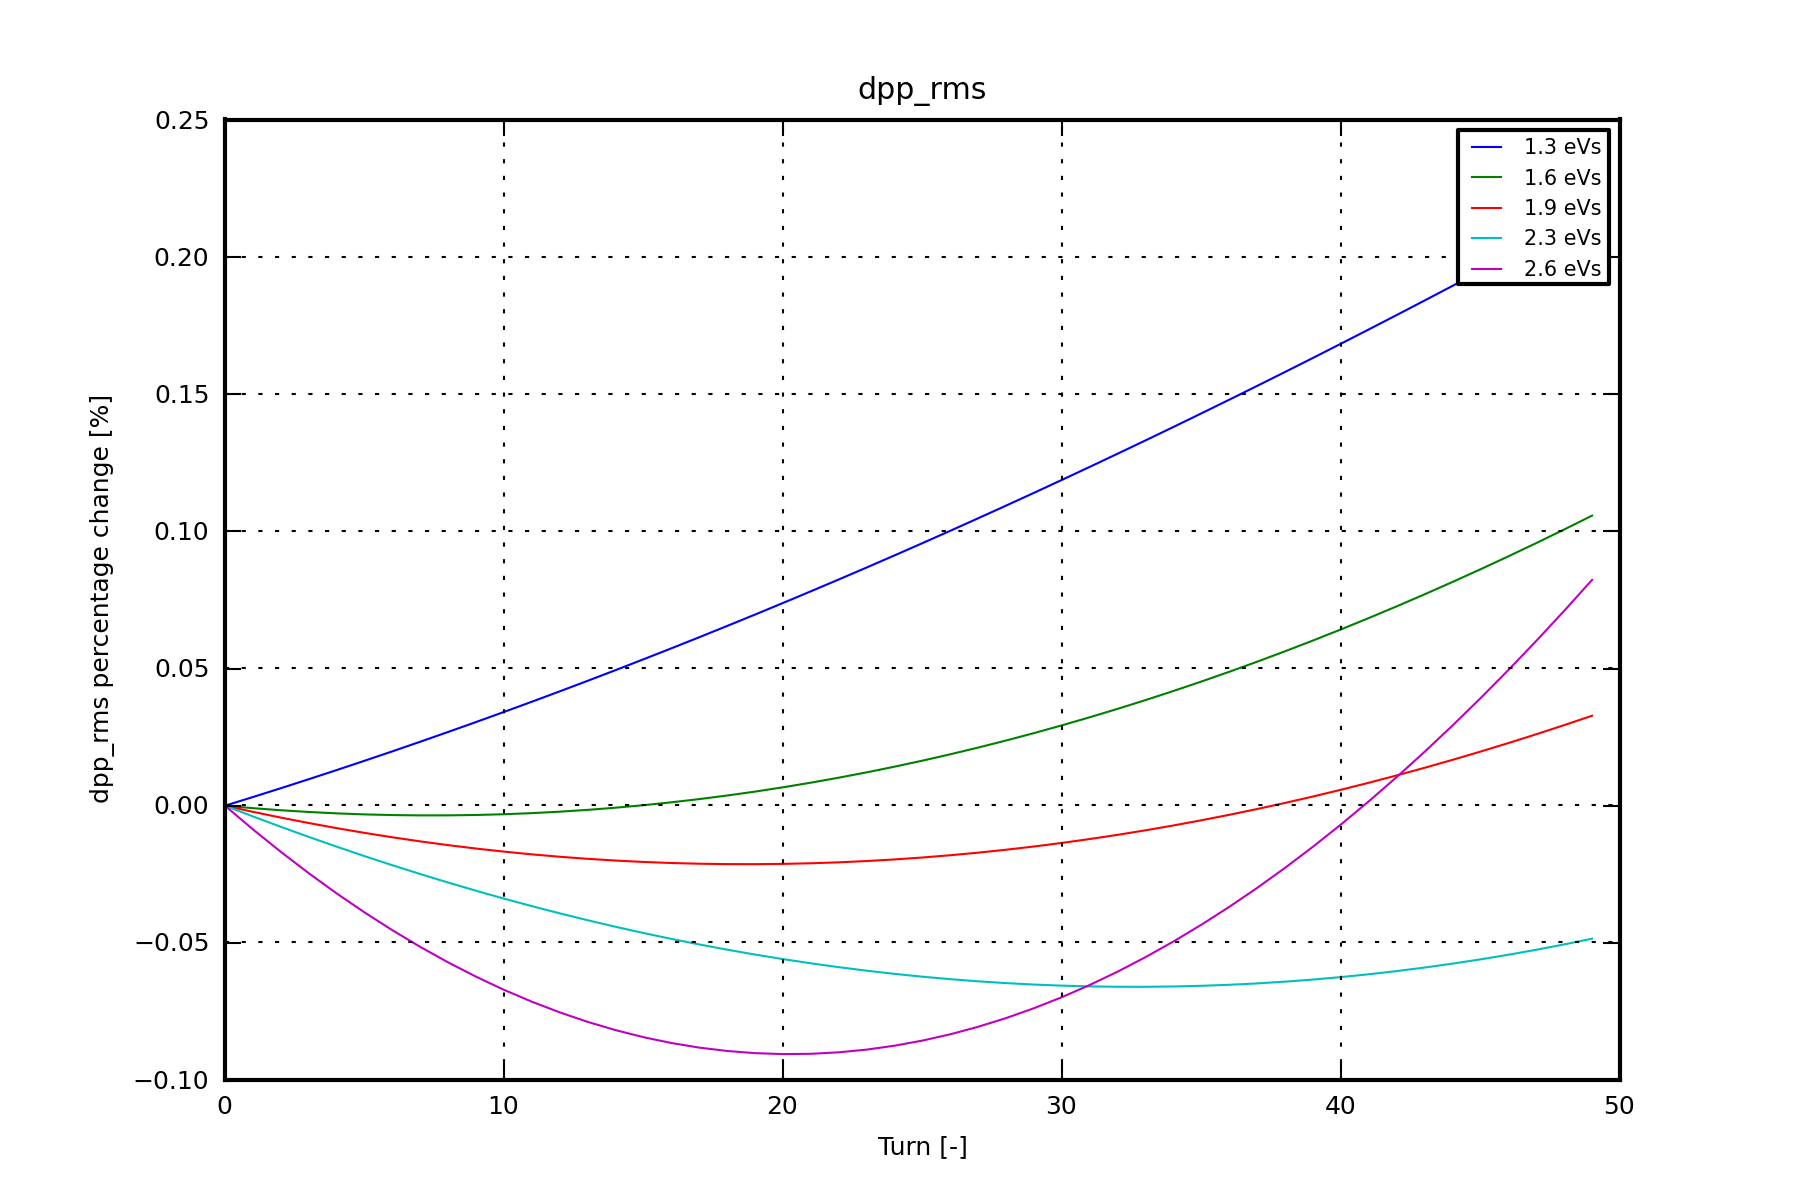 dpp_rms
0.25
0.20
0.15
0.10
0.05
0.00
−0.05
−0.10
dpp_rms percentage change [%]
1.3 eVs
1.6 eVs
1.9 eVs
2.3 eVs
2.6 eVs
0 10 20 30 40 50
Turn [-]